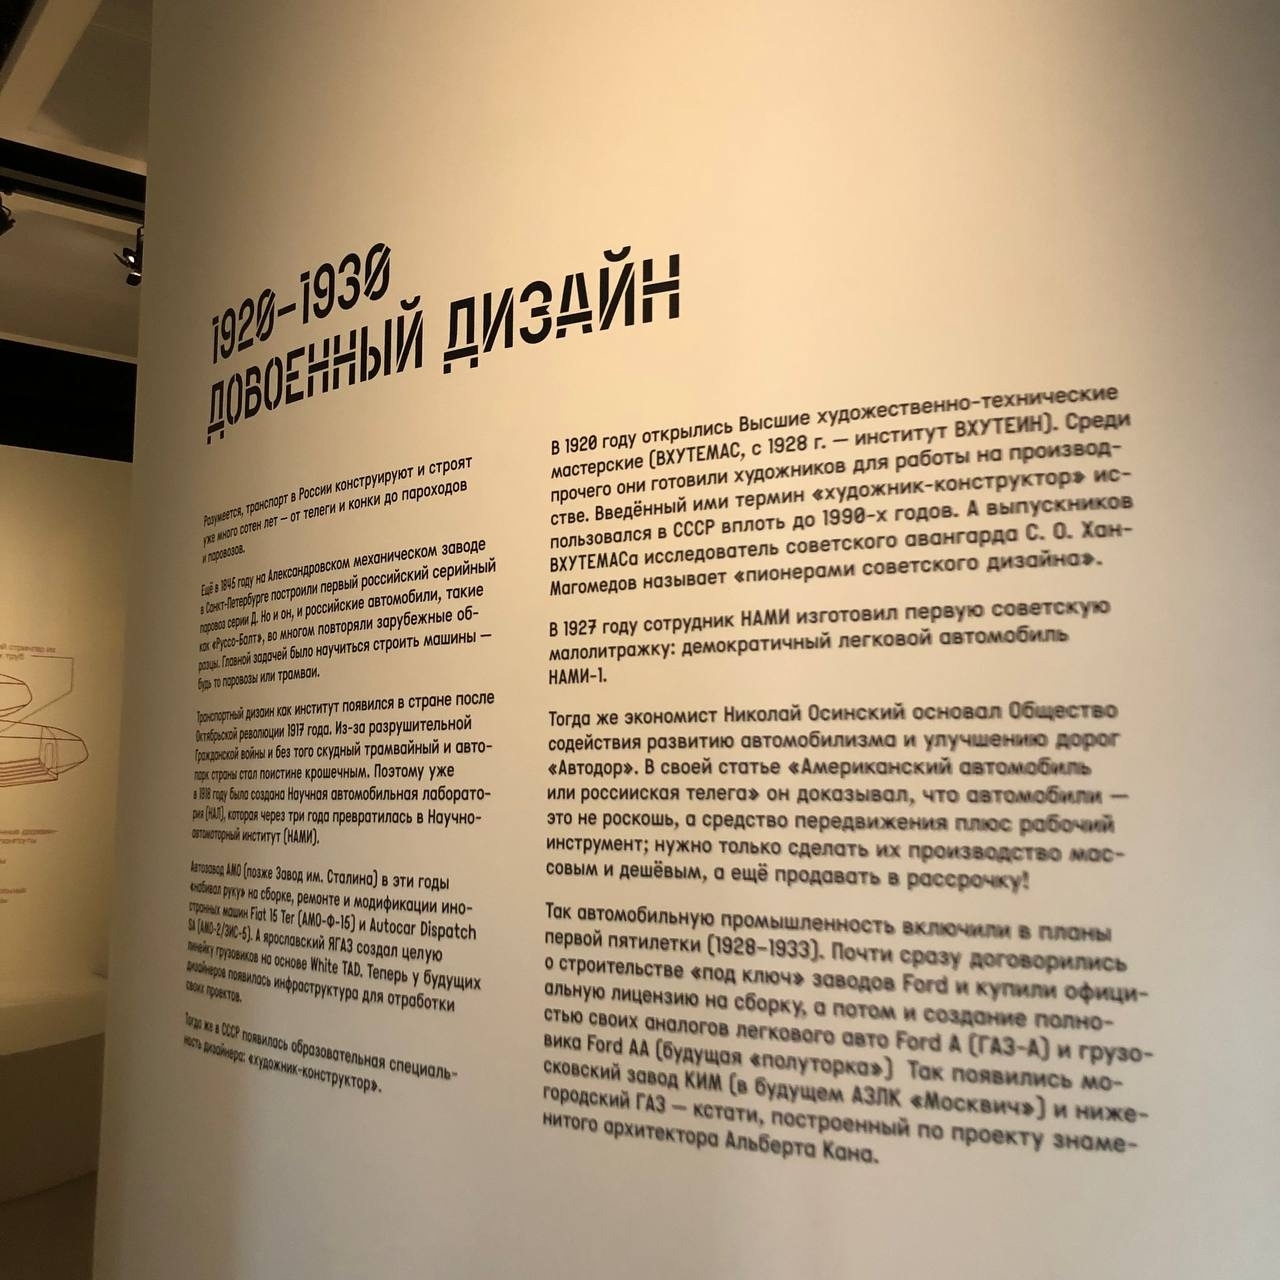 1920–1930
ДОВОЕННЫЙ ДИЗАЙН
Разумеется, транспорт в России конструируют и строят
уже много сотен лет — от телеги и конки до пароходов
и паровозов.
Ещё в 1845 году на Александровском механическом заводе
в Санкт-Петербурге построили первый российский серийный
паровоз серии Д. Но и он, и российские автомобили, такие
как «Руссо-Балт», во многом повторяли зарубежные об-
разцы. Главной задачей было научиться строить машины —
будь то паровозы или трамваи.
Транспортный дизайн как институт появился в стране после
Октябрьской революции 1917 года. Из-за разрушительной
Гражданской войны и без того скудный трамвайный и авто-
парк страны стал поистине крошечным. Поэтому уже
в 1918 году была создана Научная автомобильная лаборато-
рия (НАЛ), которая через три года превратилась в Научно-
автомоторный институт (НАМИ).
Автозавод АМО (позже Завод им. Сталина) в эти годы
«набивал руку» на сборке, ремонте и модификации ино-
странных машин Fiat 15 Ter (АМО-Ф-15) и Autocar Dispatch
SA (АМО-2/ЗИС-5). А ярославский ЯГАЗ создал целую
линейку грузовиков на основе White TAD. Теперь у будущих
дизайнеров появилась инфраструктура для отработки
своих проектов.
Тогда же в СССР появилась образовательная специаль-
ность дизайнера: «художник-конструктор».
В 1920 году открылись Высшие художественно-технические
мастерские (ВХУТЕМАС, с 1928 г. — институт ВХУТЕИН). Среди
прочего они готовили художников для работы на производ-
стве. Введённый ими термин «художник-конструктор» ис-
пользовался в СССР вплоть до 1990-х годов. А выпускников
ВХУТЕМАСа исследователь советского авангарда С. О. Хан-
Магомедов называет «пионерами советского дизайна».
В 1927 году сотрудник НАМИ изготовил первую советскую
малолитражку: демократичный легковой автомобиль
НАМИ-1.
Тогда же экономист Николай Осинский основал Общество
содействия развитию автомобилизма и улучшению дорог
«Автодор». В своей статье «Американский автомобиль
или российская телега» он доказывал, что автомобили —
это не роскошь, а средство передвижения плюс рабочий
инструмент; нужно только сделать их производство мас-
совым и дешёвым, а ещё продавать в рассрочку!
Так автомобильную промышленность включили в планы
первой пятилетки (1928–1933). Почти сразу договорились
о строительстве «под ключ» заводов Ford и купили офици-
альную лицензию на сборку, а потом и создание полно-
стью своих аналогов легкового авто Ford A (ГАЗ-А) и грузо-
вика Ford AA (будущая «полуторка») Так появились мо-
сковский завод КИМ (в будущем АЗЛК «Москвич») и ниже-
городский ГАЗ — кстати, построенный по проекту знаме-
нитого архитектора Альберта Кана.